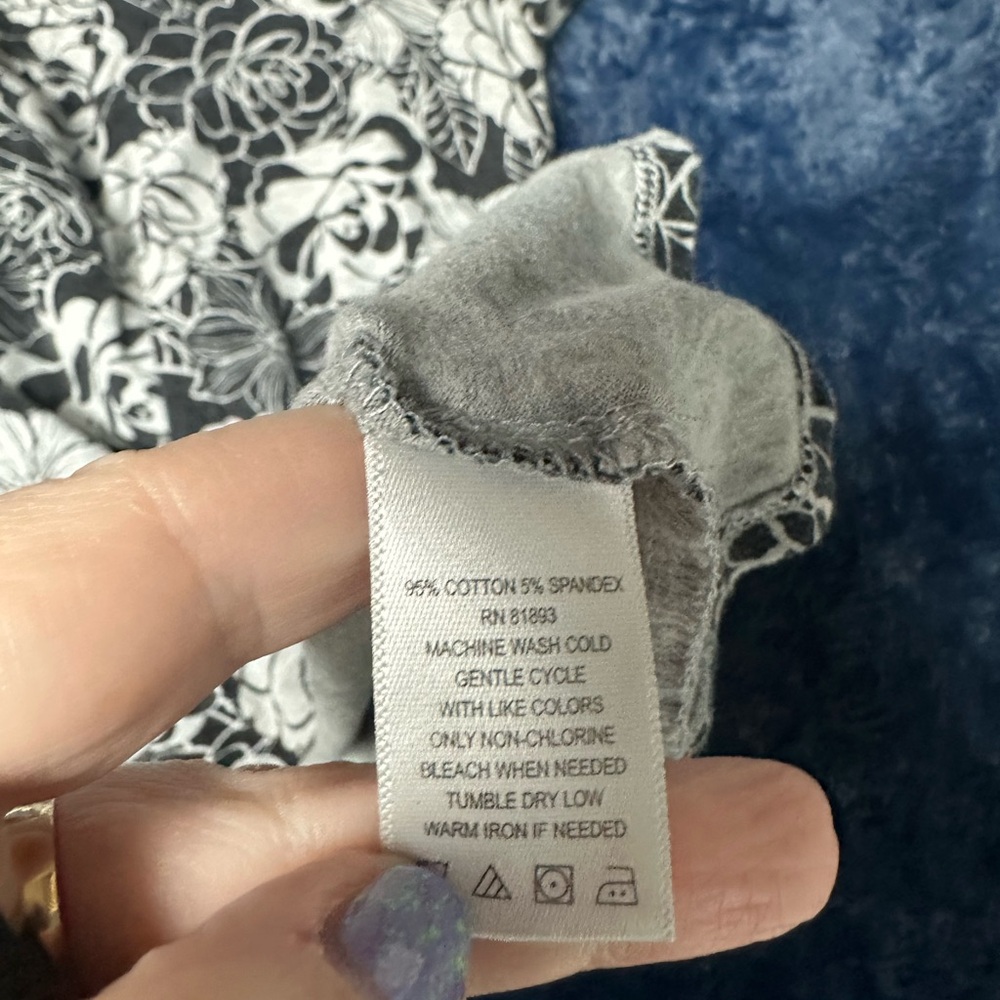 95% COTTON 5% SPANDEX
RN 81893
MACHINE WASH COLD
GENTLE CYCLE
WITH LIKE COLORS
ONLY NON-CHLORINE
BLEACH WHEN NEEDED
TUMBLE DRY LOW
WARM IRON IF NEEDED